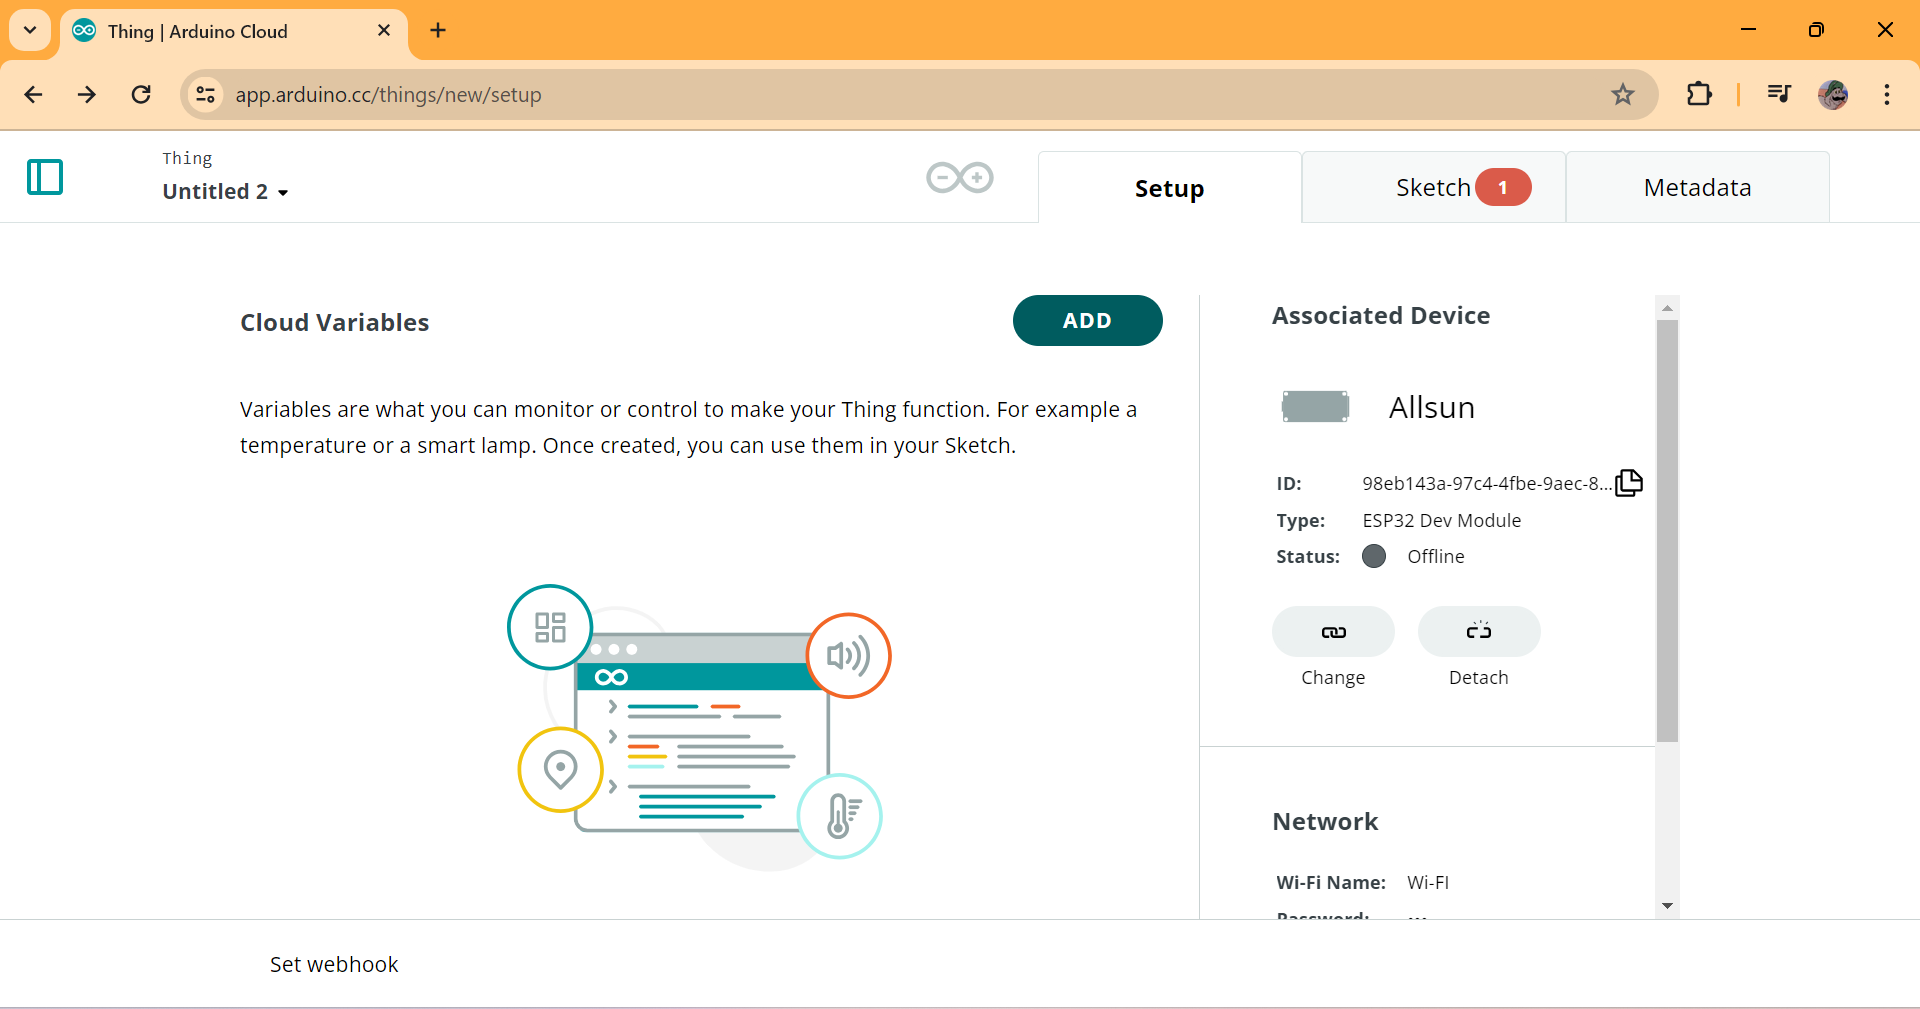 Thing | Arduino Cloud
app.arduino.cc/things/new/setup
Thing
Untitled 2
Setup
Sketch 1
Metadata
Cloud Variables
ADD
Variables are what you can monitor or control to make your Thing function. For example a
temperature or a smart lamp. Once created, you can use them in your Sketch.
Associated Device
Allsun
ID: 98eb143a-97c4-4fbe-9aec-8...
Type: ESP32 Dev Module
Status: Offline
Change
Detach
Network
Wi-Fi Name: Wi-FI
Password:
Set webhook